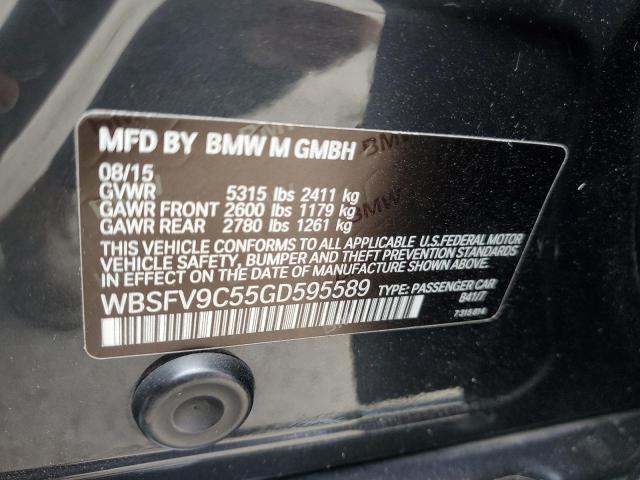 MFD BY BMW M GMBH
08/15
GVWR 5315 lbs 2411 kg
GAWR FRONT 2600 lbs 1179 kg
GAWR REAR 2780 lbs 1261 kg
THIS VEHICLE CONFORMS TO ALL APPLICABLE U.S.FEDERAL MOTOR
VEHICLE SAFETY, BUMPER AND THEFT PREVENTION STANDARDS
IN EFFECT ON THE DATE OF MANUFACTURE SHOWN ABOVE.
WBSFV9C55GD595589 TYPE: PASSENGER CAR
B41/7
7315814